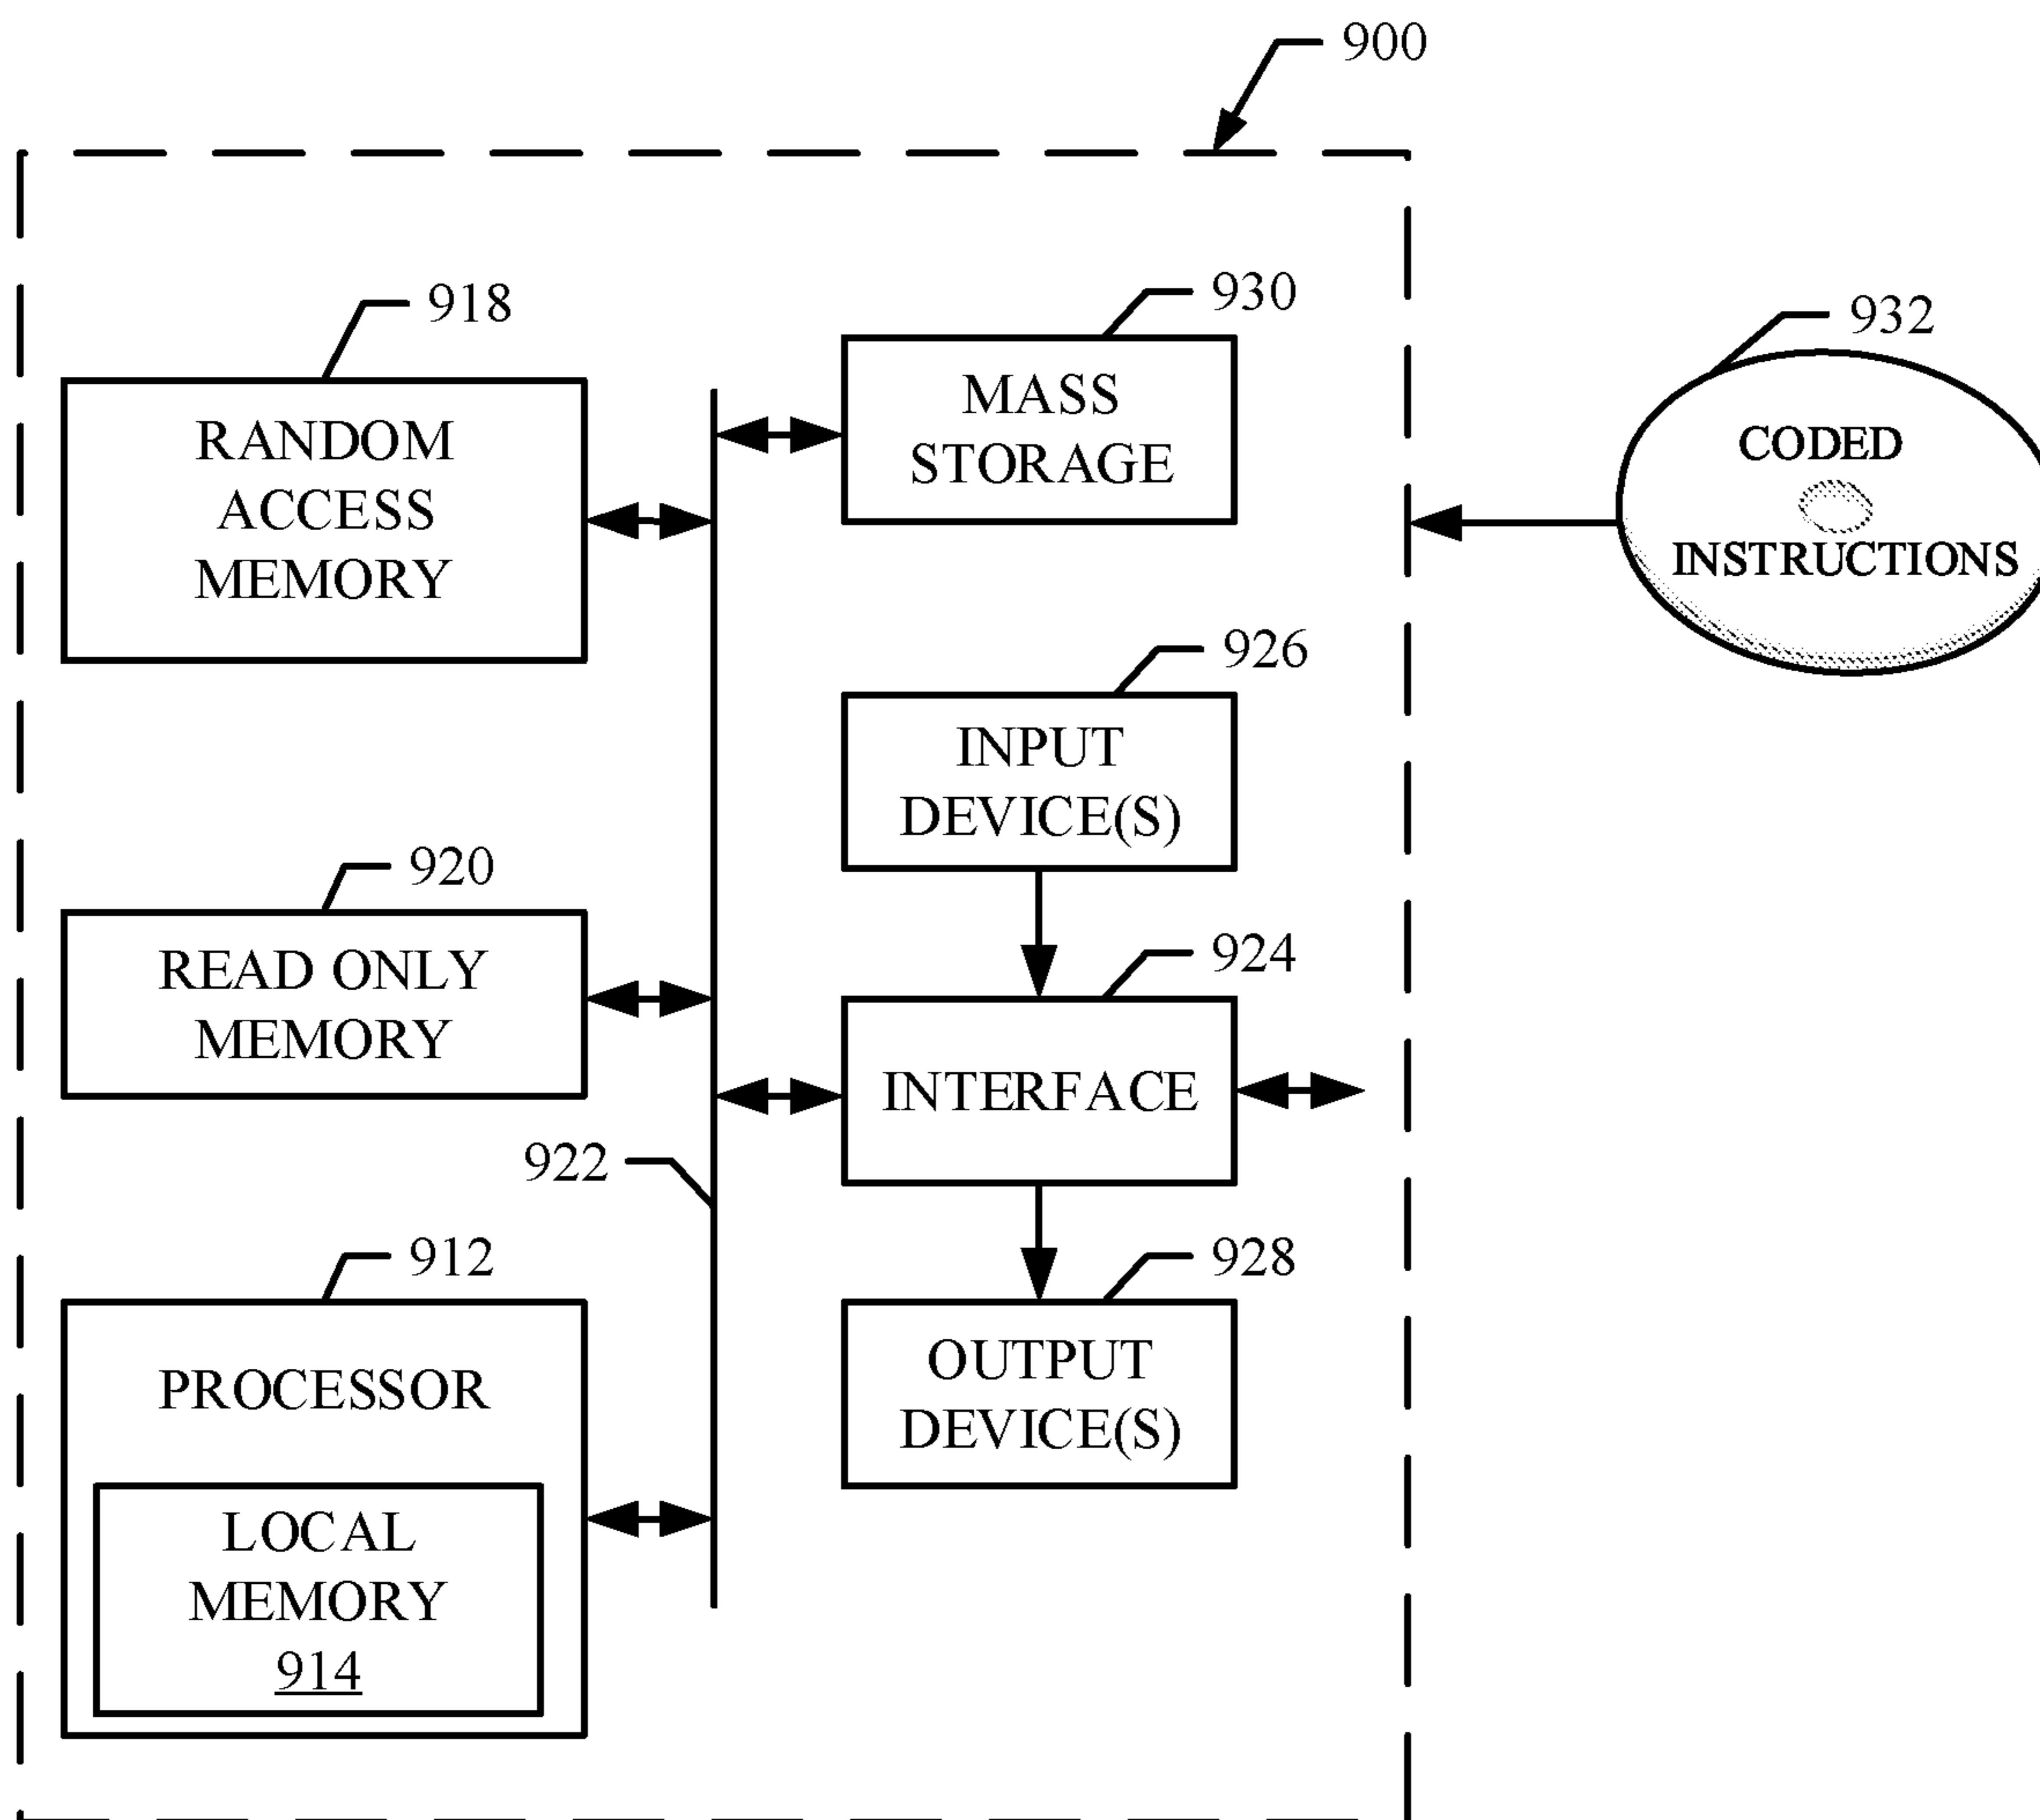 900
918
RANDOM
ACCESS
MEMORY
930
MASS
STORAGE
932
CODED
INSTRUCTIONS
926
INPUT
DEVICE(S)
920
READ ONLY
MEMORY
924
INTERFACE
922
912
PROCESSOR
LOCAL
MEMORY
914
928
OUTPUT
DEVICE(S)